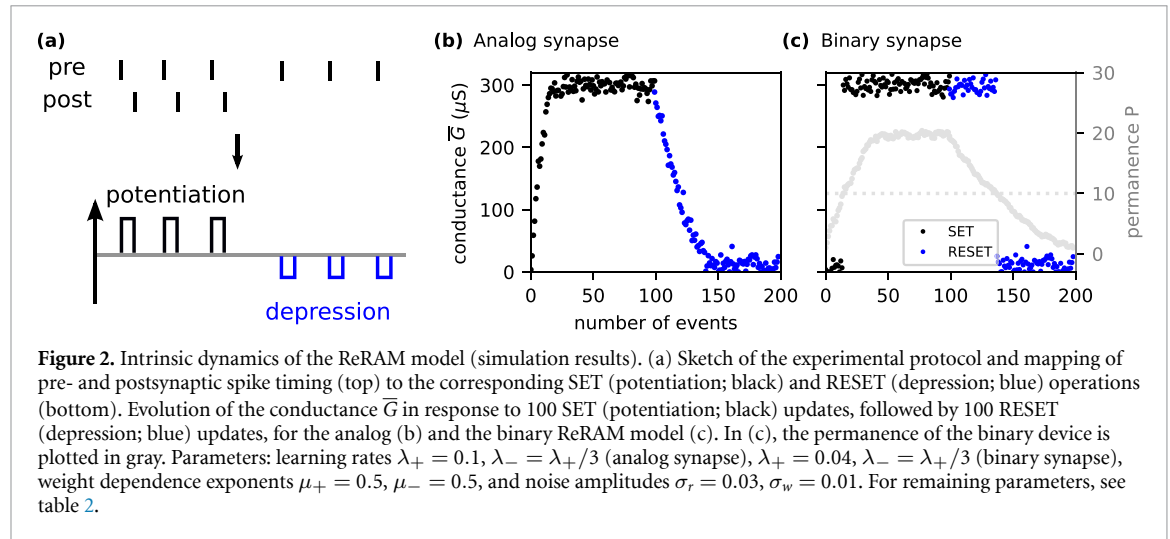 (a)
pre
post
potentiation
depression
(b) Analog synapse
conductance G̅ (μS)
300
200
100
0
0 50 100 150 200
number of events
(c) Binary synapse
30
20
10
0
permanence P
SET
RESET
0 50 100 150 200
Figure 2. Intrinsic dynamics of the ReRAM model (simulation results). (a) Sketch of the experimental protocol and mapping of
pre- and postsynaptic spike timing (top) to the corresponding SET (potentiation; black) and RESET (depression; blue) operations
(bottom). Evolution of the conductance G̅ in response to 100 SET (potentiation; black) updates, followed by 100 RESET
(depression; blue) updates, for the analog (b) and the binary ReRAM model (c). In (c), the permanence of the binary device is
plotted in gray. Parameters: learning rates λ₊ = 0.1, λ₋ = λ₊/3 (analog synapse), λ₊ = 0.04, λ₋ = λ₊/3 (binary synapse),
weight dependence exponents μ₊ = 0.5, μ₋ = 0.5, and noise amplitudes σᵣ = 0.03, σ_w = 0.01. For remaining parameters, see
table 2.